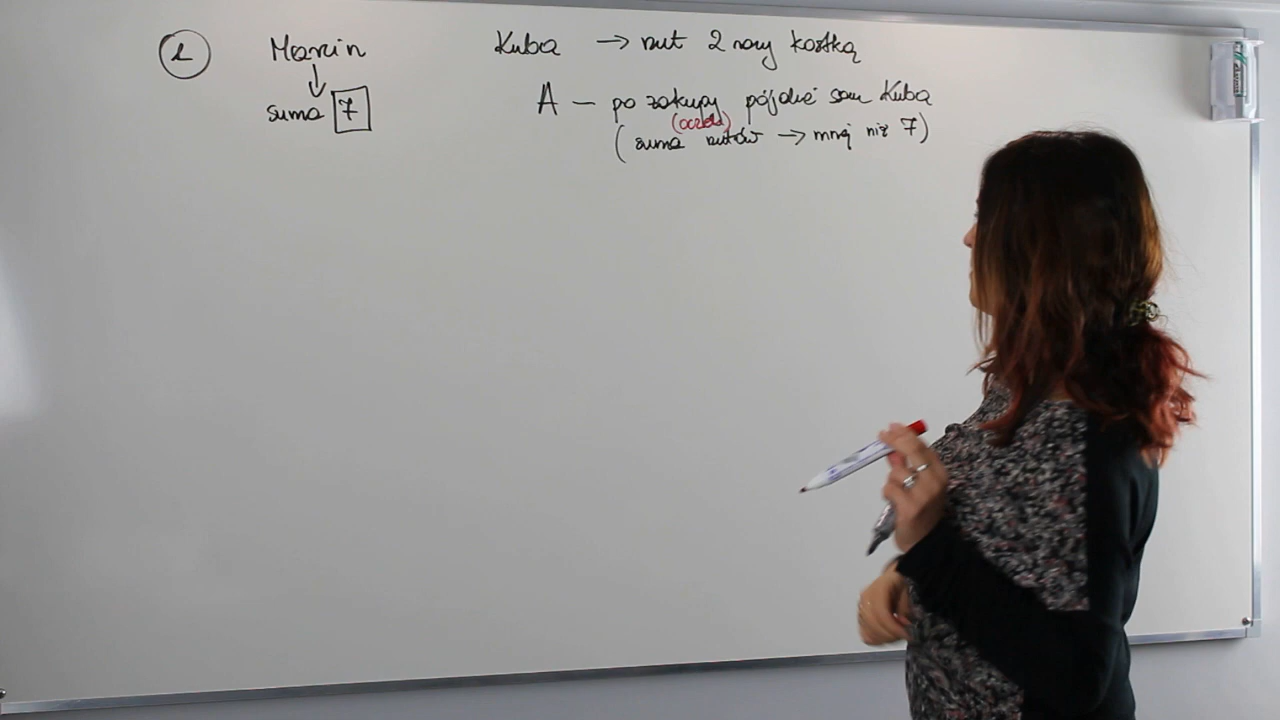 1 Marcin Kuba → rzut 2 razy kostką
suma 7 A – po zakupy pójdzie sam Kuba
(oczek)
(suma rzutów → mniej niż 7)